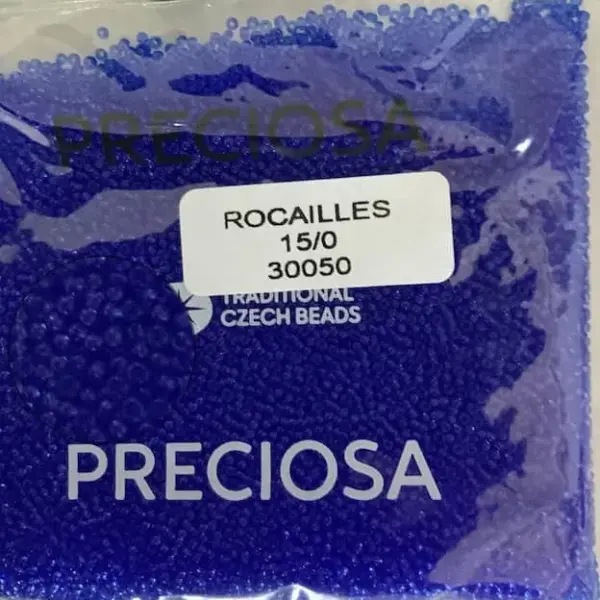 PRECIOSA
ROCAILLES
15/0
30050
TRADITIONAL
CZECH BEADS
PRECIOSA